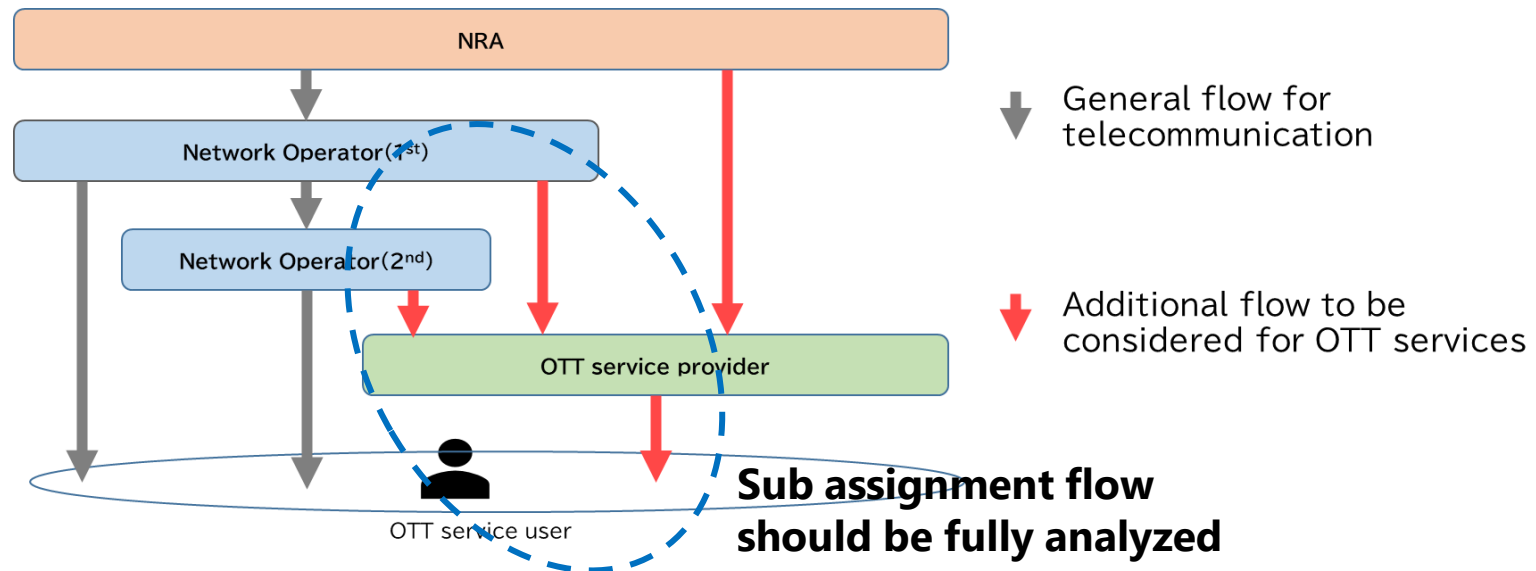 NRA
General flow for
telecommunication
Network Operator(1st)
Network Operator(2nd)
Additional flow to be
considered for OTT services
OTT service provider
Sub assignment flow
should be fully analyzed
OTT service user